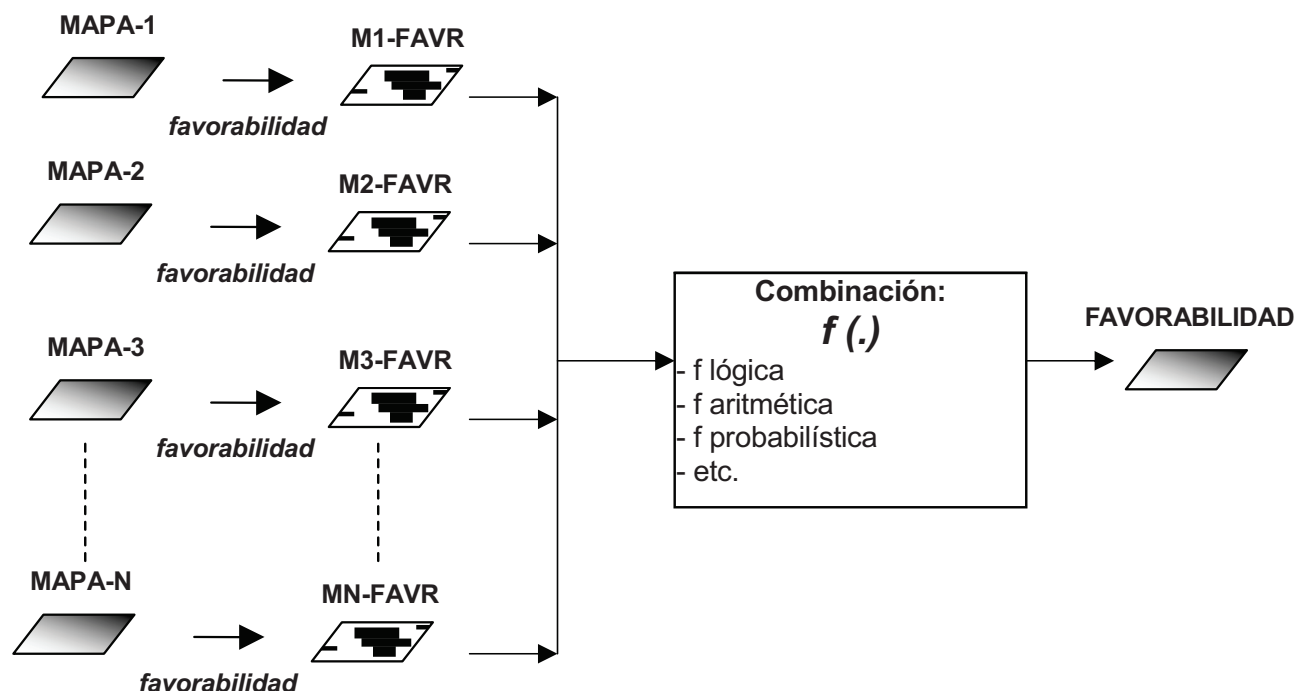 MAPA-1
M1-FAVR
favorabilidad
MAPA-2
M2-FAVR
favorabilidad
MAPA-3
M3-FAVR
favorabilidad
MAPA-N
MN-FAVR
favorabilidad
Combinación:
f (.)
- f lógica
- f aritmética
- f probabilística
- etc.
FAVORABILIDAD